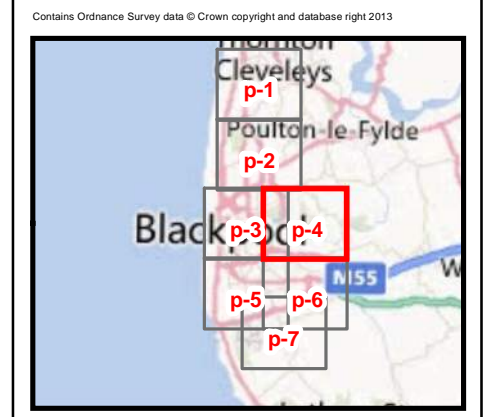 Contains Ordnance Survey data © Crown copyright and database right 2013
Thornton
Cleveleys
p-1
Poulton-le-Fylde
p-2
Blackpool
p-3
p-4
M55
W
p-5
p-6
p-7